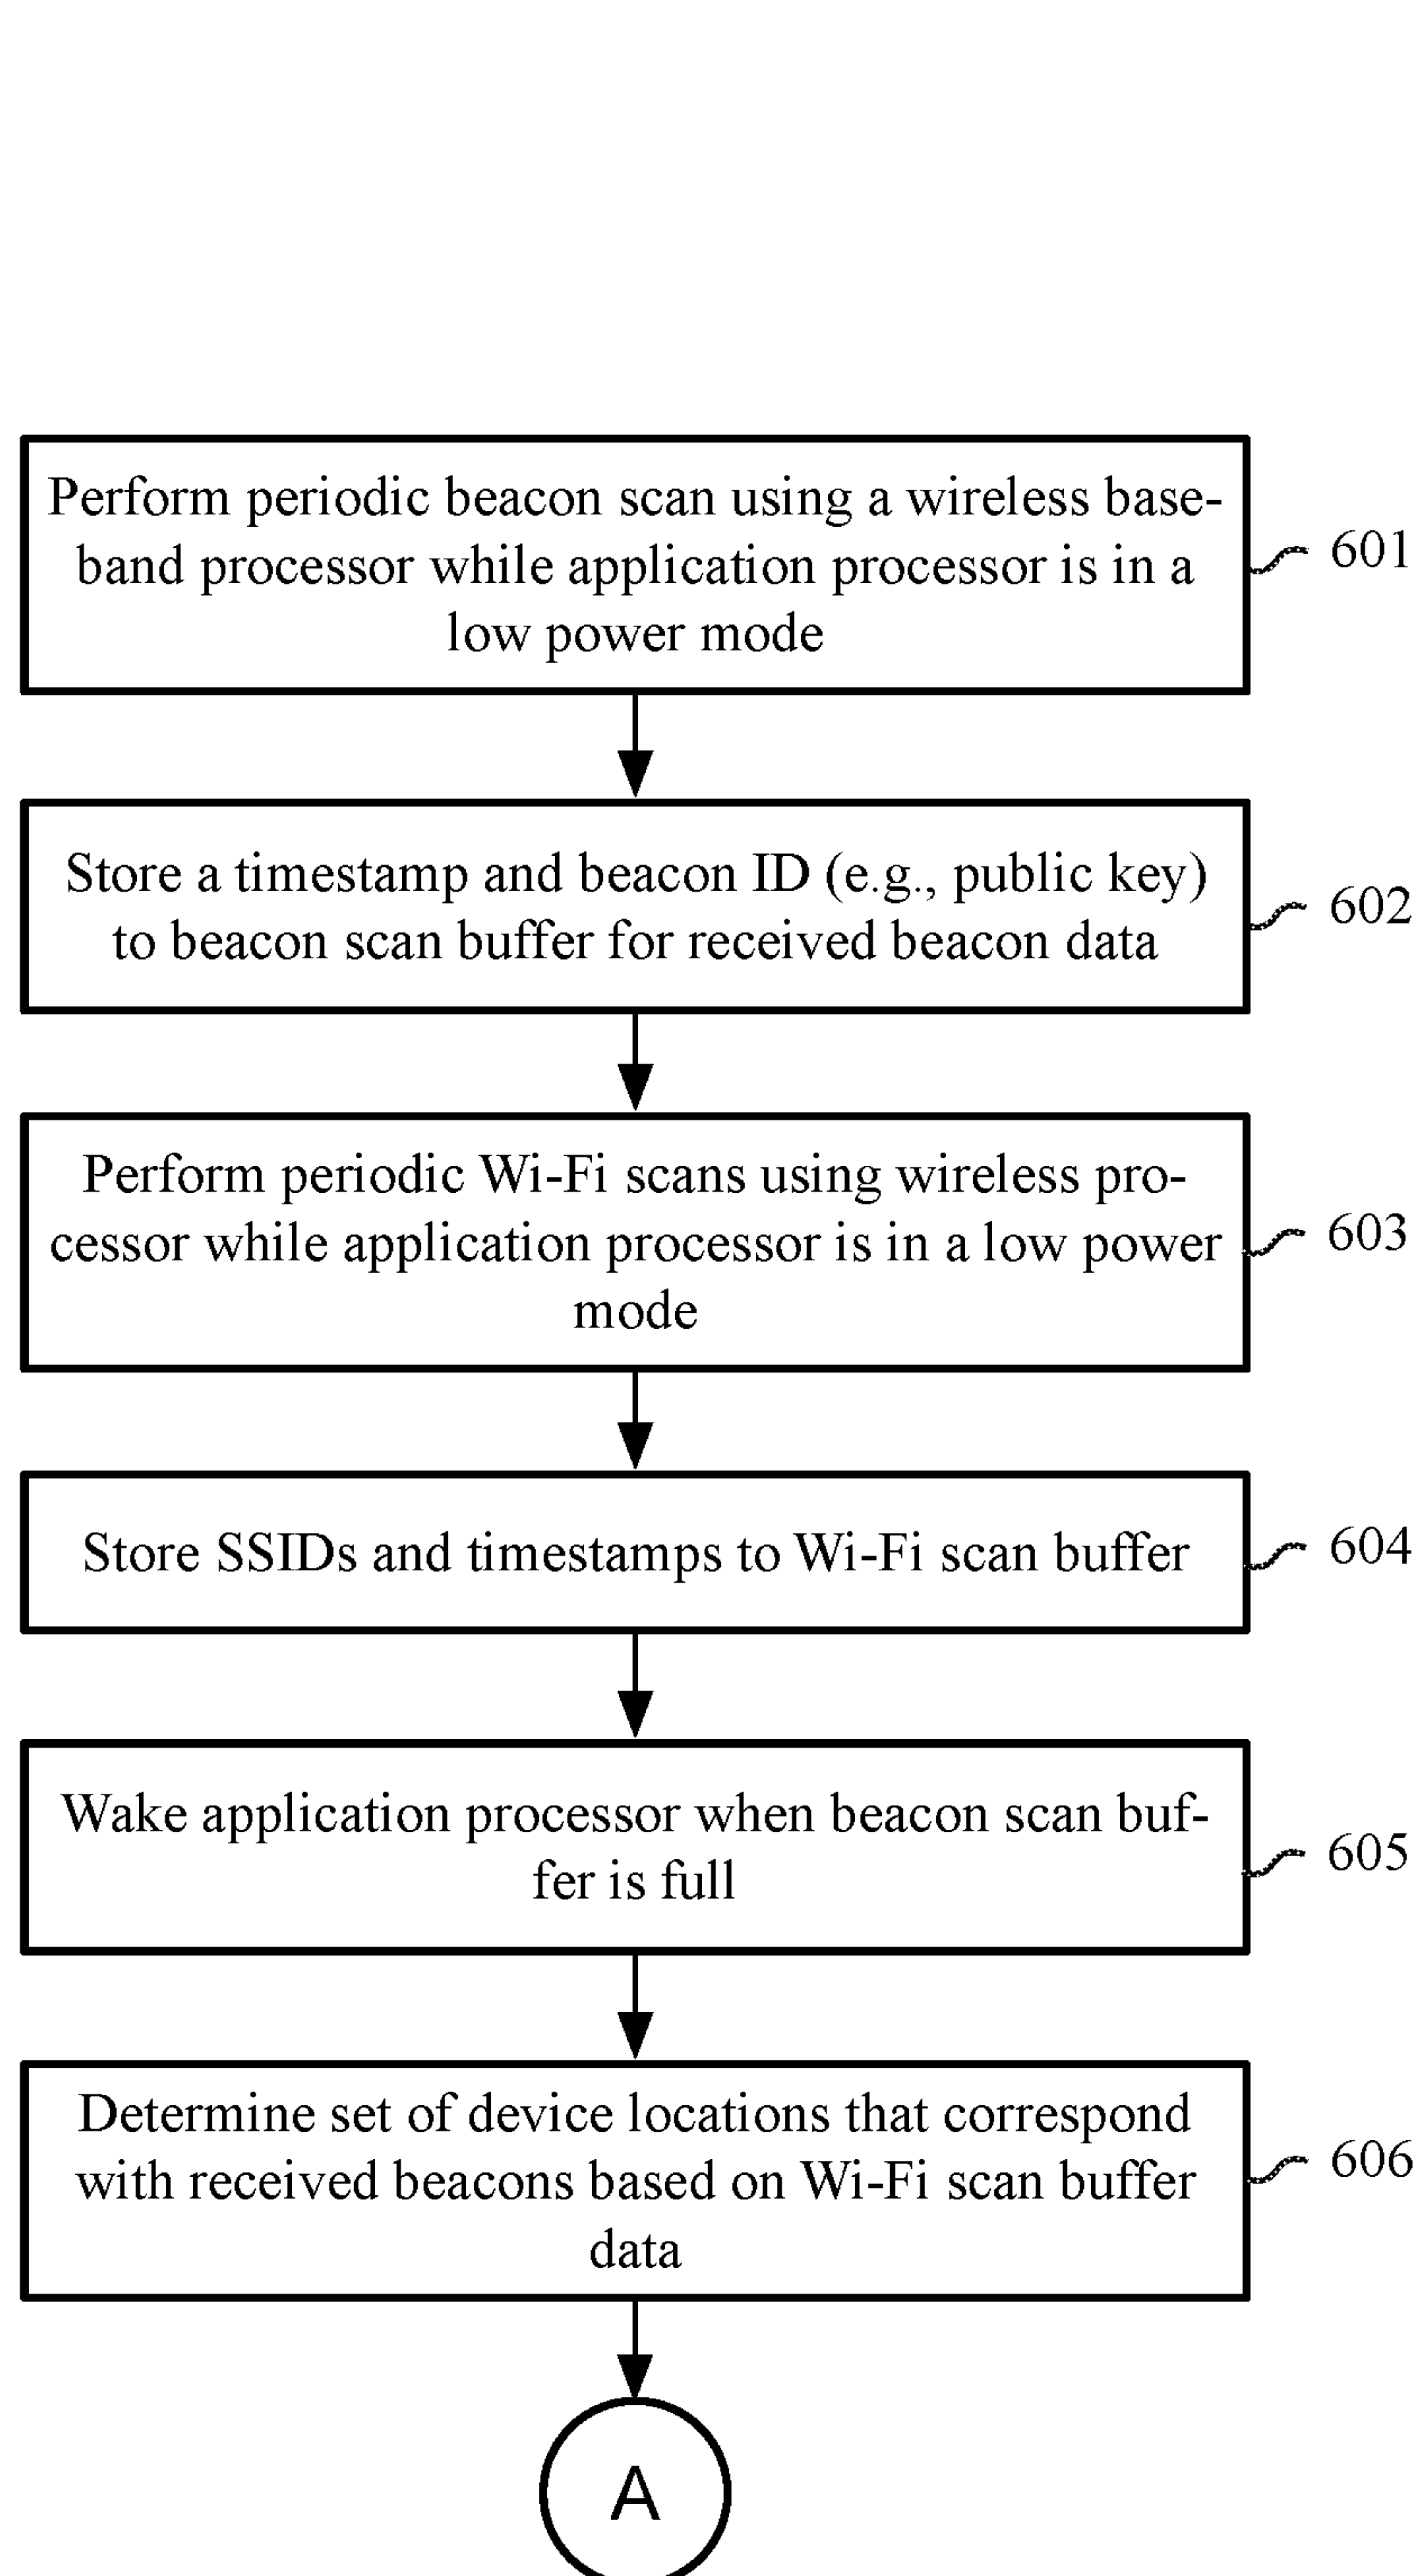 Perform periodic beacon scan using a wireless base-
band processor while application processor is in a
low power mode
601
Store a timestamp and beacon ID (e.g., public key)
to beacon scan buffer for received beacon data
602
Perform periodic Wi-Fi scans using wireless pro-
cessor while application processor is in a low power
mode
603
Store SSIDs and timestamps to Wi-Fi scan buffer
604
Wake application processor when beacon scan buf-
fer is full
605
Determine set of device locations that correspond
with received beacons based on Wi-Fi scan buffer
data
606
A